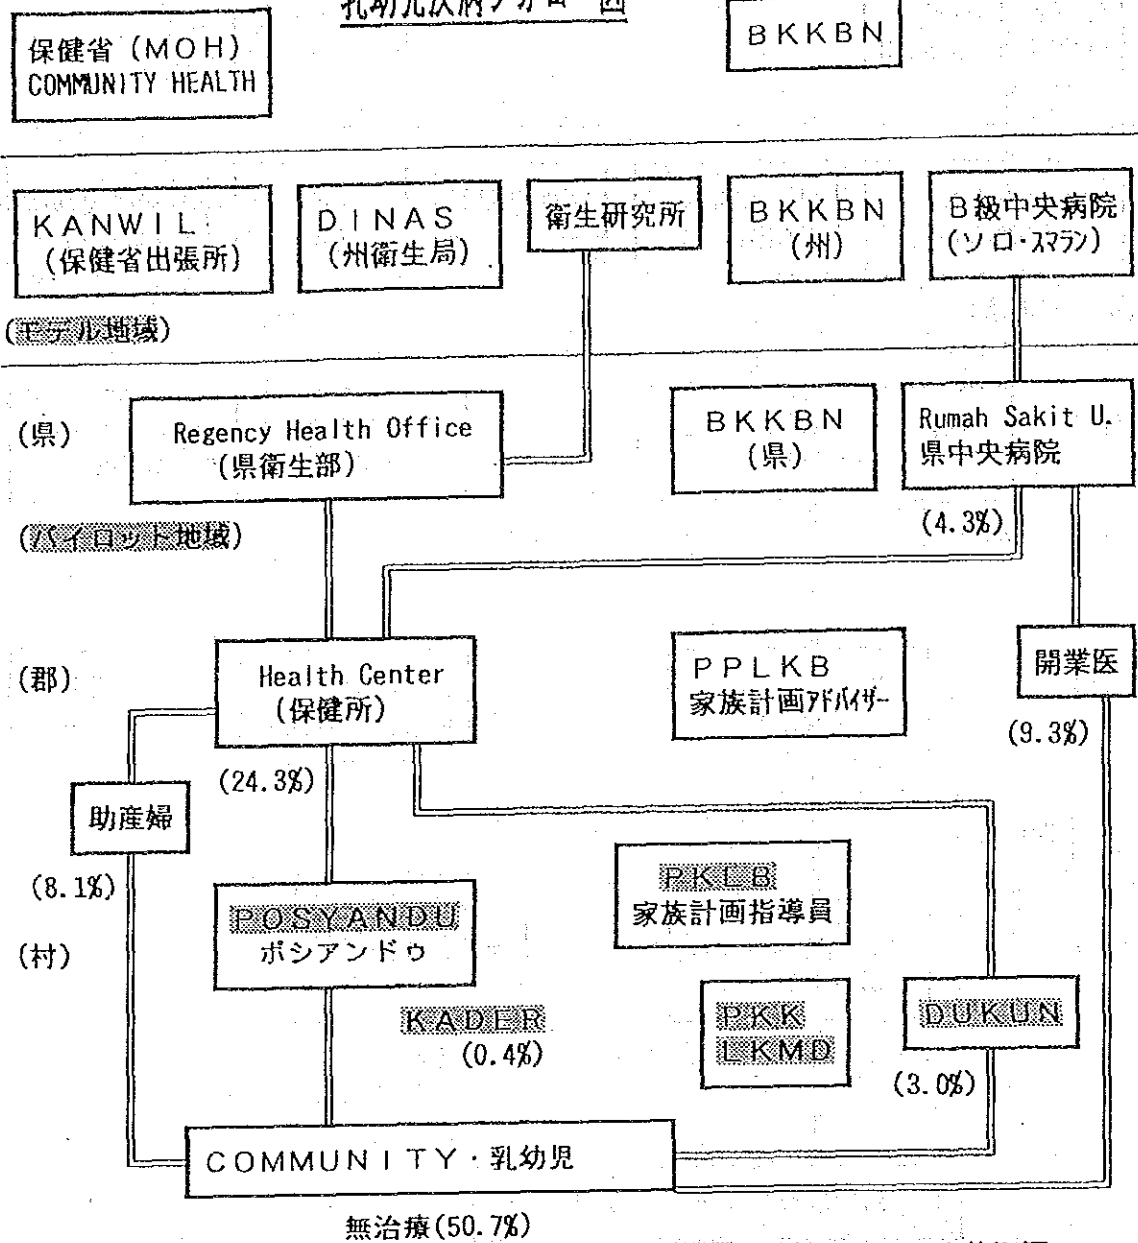 保健省 (MOH)
COMMUNITY HEALTH
BKKBN
KANWIL
(保健省出張所)
DINAS
(州衛生局)
衛生研究所
BKKBN
(州)
B級中央病院
(ソロ・スマラン)
(モデル地域)
(県)
Regency Health Office
(県衛生部)
BKKBN
(県)
Rumah Sakit U.
県中央病院
(パイロット地域)
(4.3%)
(郡)
Health Center
(保健所)
PPLKB
家族計画アドバイザー
開業医
(24.3%)
(9.3%)
助産婦
(8.1%)
PKLB
家族計画指導員
(村)
POSYANDU
ポシアンドゥ
KADER
(0.4%)
PKK
LKMD
DUKUN
(3.0%)
COMMUNITY・乳幼児
無治療(50.7%)